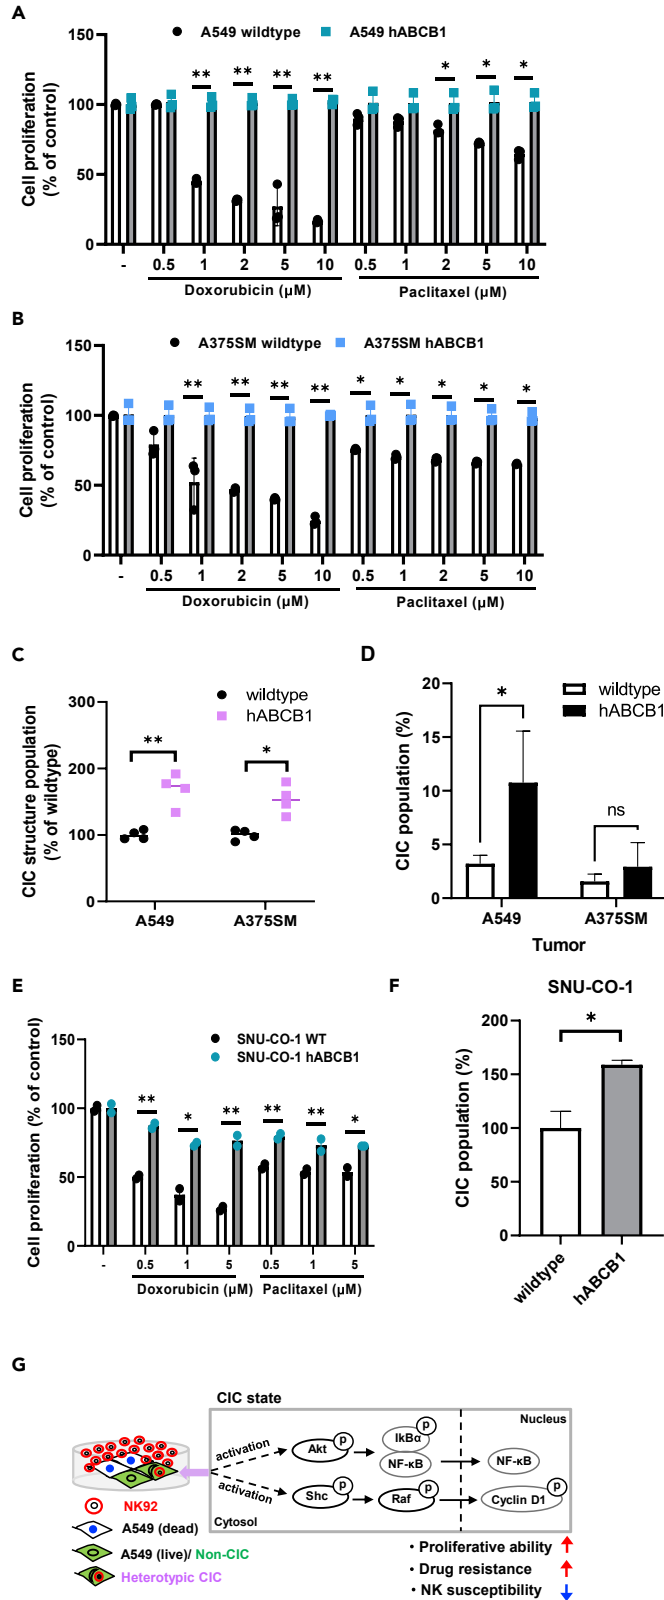 A
A549 wildtype A549 hABCB1
Cell proliferation
(% of control)
150
100
50
0
** ** ** ** * * *
- 0.5 1 2 5 10 0.5 1 2 5 10
Doxorubicin (μM) Paclitaxel (μM)
B
A375SM wildtype A375SM hABCB1
Cell proliferation
(% of control)
150
100
50
0
** ** ** ** * * * * *
- 0.5 1 2 5 10 0.5 1 2 5 10
Doxorubicin (μM) Paclitaxel (μM)
C
wildtype
hABCB1
CIC structure population
(% of wildtype)
300
200
100
0
** *
A549 A375SM
D
wildtype
hABCB1
CIC population (%)
20
15
10
5
0
* ns
A549 A375SM
Tumor
E
SNU-CO-1 WT
SNU-CO-1 hABCB1
Cell proliferation (% of control)
150
100
50
0
** * ** ** ** *
- 0.5 1 5 0.5 1 5
Doxorubicin (μM) Paclitaxel (μM)
F
SNU-CO-1
CIC population (%)
200
150
100
50
0
*
wildtype hABCB1
G
CIC state
Nucleus
activation
Akt p
IkBα p
NF-κB
NF-κB
activation
Shc p
Raf p
Cyclin D1 p
Cytosol
NK92
A549 (dead)
A549 (live)/ Non-CIC
Heterotypic CIC
· Proliferative ability
· Drug resistance
· NK susceptibility